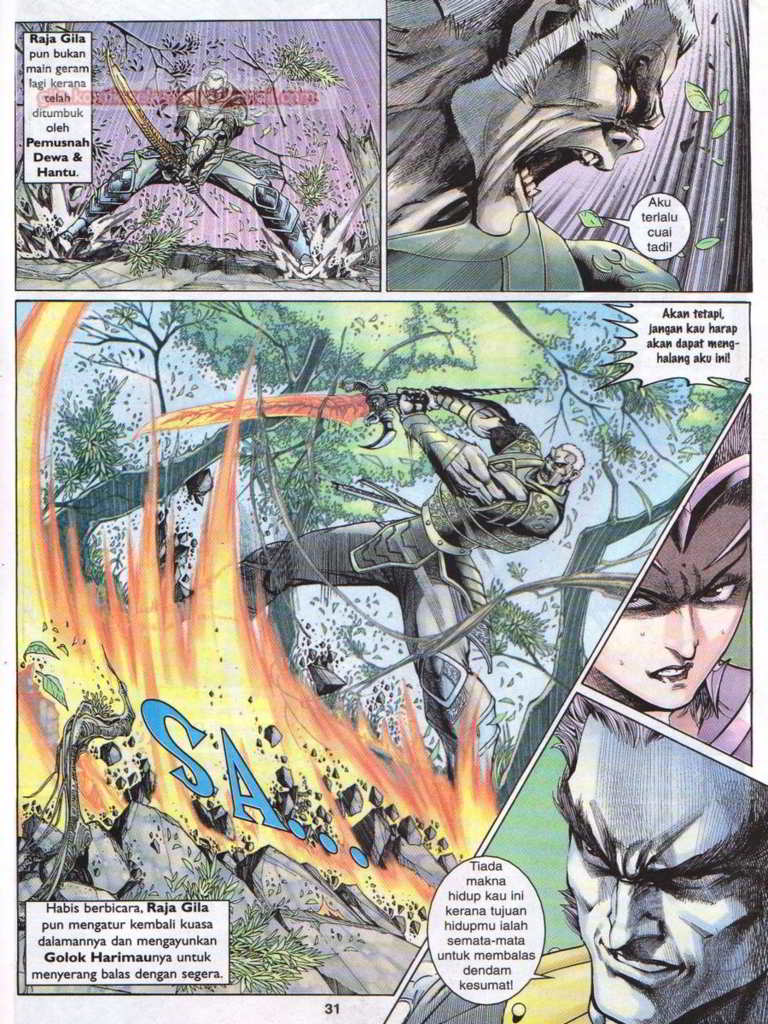 Raja Gila
pun bukan
main geram
lagi kerana
telah
ditumbuk
oleh
Pemusnah
Dewa &
Hantu.
Aku
terlalu
cuai
tadi!
Akan tetapi,
jangan kau harap
akan dapat meng-
halang aku ini!
SA...
Tiada
makna
hidup kau ini
kerana tujuan
hidupmu ialah
semata-mata
untuk membalas
dendam
kesumat!
Habis berbicara, Raja Gila
pun mengatur kembali kuasa
dalamannya dan mengayunkan
Golok Harimaunya untuk
menyerang balas dengan segera.
31